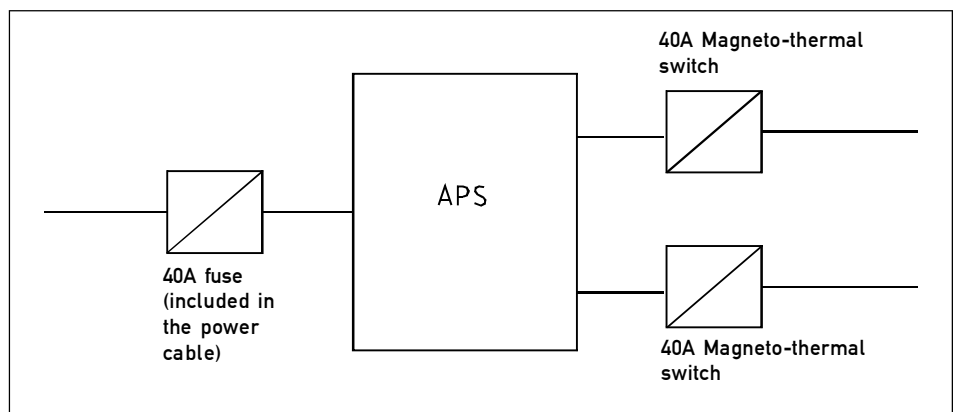 40A Magneto-thermal
switch
APS
40A fuse
(included in
the power
cable)
40A Magneto-thermal
switch